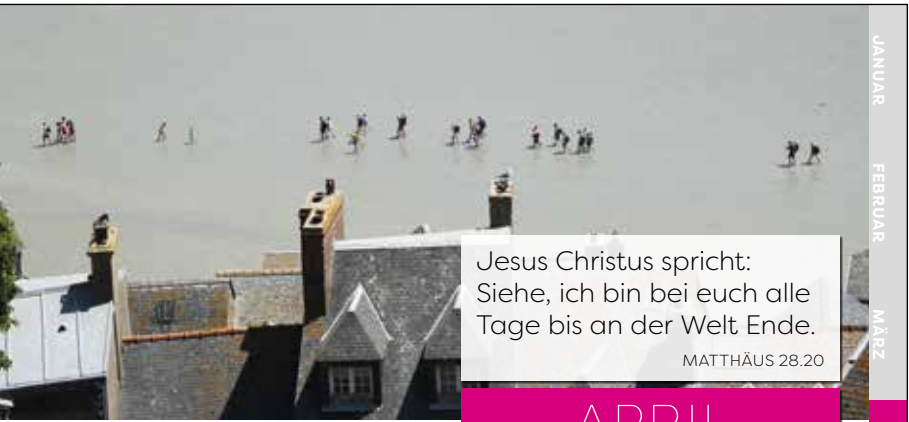 Jesus Christus spricht:
Siehe, ich bin bei euch alle
Tage bis an der Welt Ende.
MATTHÄUS 28.20
APRIL
JANUAR
FEBRUAR
MÄRZ